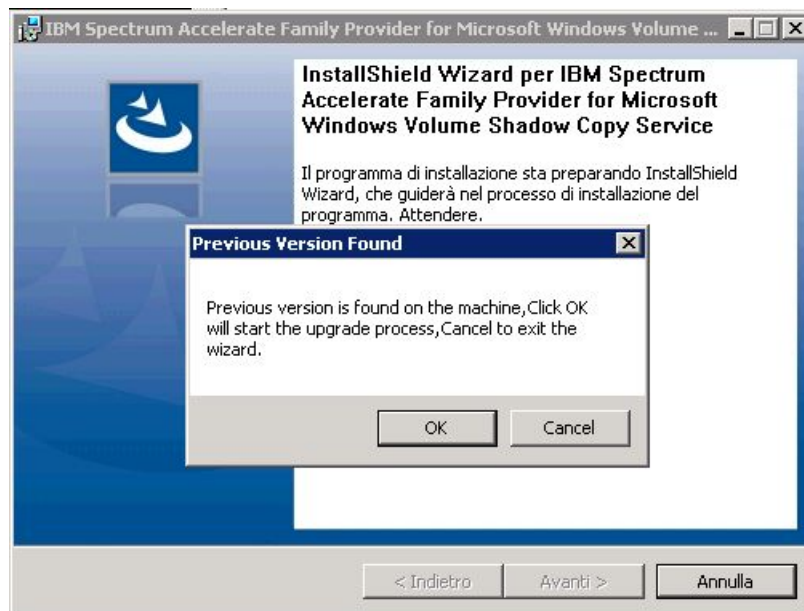 IBM Spectrum Accelerate Family Provider for Microsoft Windows Volume ...
InstallShield Wizard per IBM Spectrum
Accelerate Family Provider for Microsoft
Windows Volume Shadow Copy Service
Il programma di installazione sta preparando InstallShield
Wizard, che guiderà nel processo di installazione del
programma. Attendere.
Previous Version Found
Previous version is found on the machine,Click OK
will start the upgrade process,Cancel to exit the
wizard.
OK
Cancel
< Indietro
Avanti >
Annulla